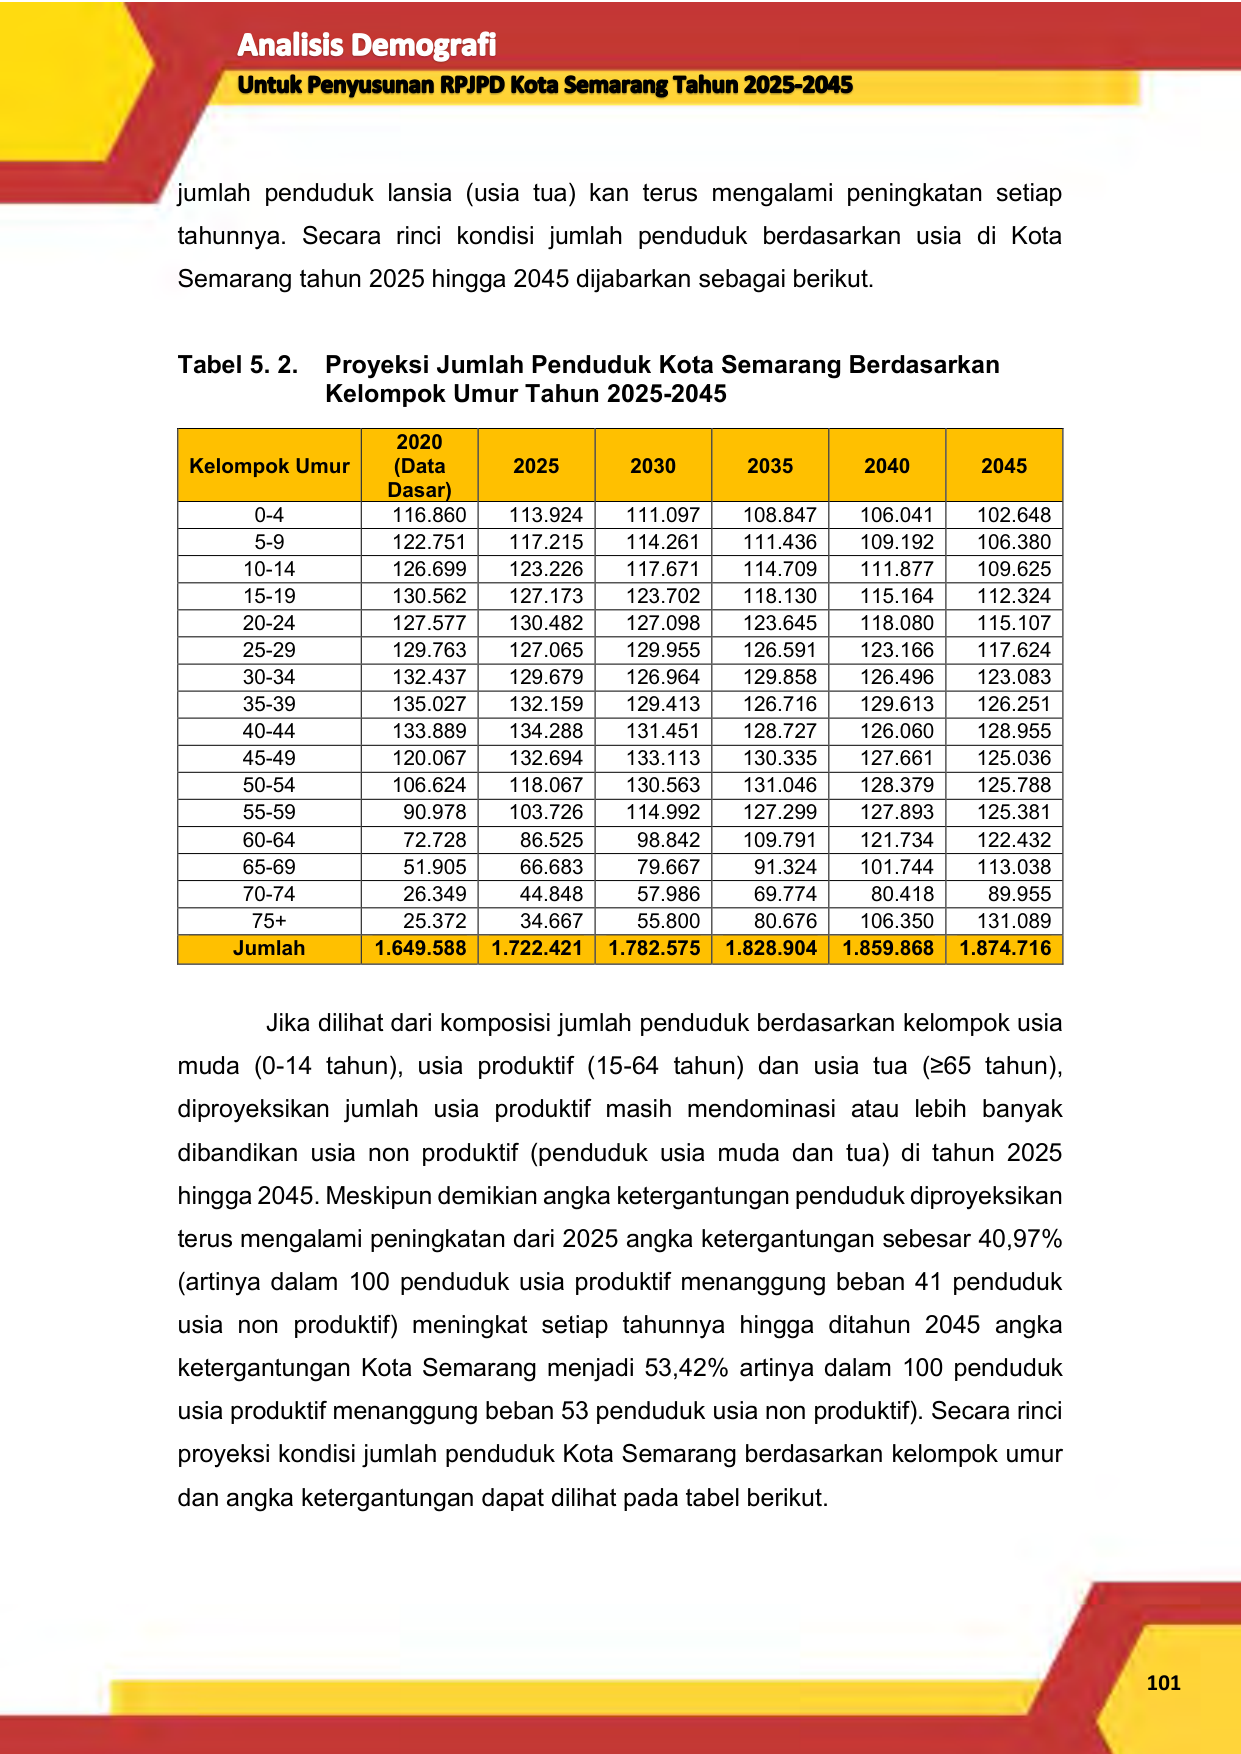 Analisis Demografi
Untuk Penyusunan RPJPD Kota Semarang Tahun 2025-2045
jumlah penduduk lansia (usia tua) kan terus mengalami peningkatan setiap
tahunnya. Secara rinci kondisi jumlah penduduk berdasarkan usia di Kota
Semarang tahun 2025 hingga 2045 dijabarkan sebagai berikut.
Tabel 5. 2. Proyeksi Jumlah Penduduk Kota Semarang Berdasarkan
Kelompok Umur Tahun 2025-2045
Kelompok Umur 2020 (Data Dasar) 2025 2030 2035 2040 2045
0-4 116.860 113.924 111.097 108.847 106.041 102.648
5-9 122.751 117.215 114.261 111.436 109.192 106.380
10-14 126.699 123.226 117.671 114.709 111.877 109.625
15-19 130.562 127.173 123.702 118.130 115.164 112.324
20-24 127.577 130.482 127.098 123.645 118.080 115.107
25-29 129.763 127.065 129.955 126.591 123.166 117.624
30-34 132.437 129.679 126.964 129.858 126.496 123.083
35-39 135.027 132.159 129.413 126.716 129.613 126.251
40-44 133.889 134.288 131.451 128.727 126.060 128.955
45-49 120.067 132.694 133.113 130.335 127.661 125.036
50-54 106.624 118.067 130.563 131.046 128.379 125.788
55-59 90.978 103.726 114.992 127.299 127.893 125.381
60-64 72.728 86.525 98.842 109.791 121.734 122.432
65-69 51.905 66.683 79.667 91.324 101.744 113.038
70-74 26.349 44.848 57.986 69.774 80.418 89.955
75+ 25.372 34.667 55.800 80.676 106.350 131.089
Jumlah 1.649.588 1.722.421 1.782.575 1.828.904 1.859.868 1.874.716
Jika dilihat dari komposisi jumlah penduduk berdasarkan kelompok usia
muda (0-14 tahun), usia produktif (15-64 tahun) dan usia tua (≥65 tahun),
diproyeksikan jumlah usia produktif masih mendominasi atau lebih banyak
dibandikan usia non produktif (penduduk usia muda dan tua) di tahun 2025
hingga 2045. Meskipun demikian angka ketergantungan penduduk diproyeksikan
terus mengalami peningkatan dari 2025 angka ketergantungan sebesar 40,97%
(artinya dalam 100 penduduk usia produktif menanggung beban 41 penduduk
usia non produktif) meningkat setiap tahunnya hingga ditahun 2045 angka
ketergantungan Kota Semarang menjadi 53,42% artinya dalam 100 penduduk
usia produktif menanggung beban 53 penduduk usia non produktif). Secara rinci
proyeksi kondisi jumlah penduduk Kota Semarang berdasarkan kelompok umur
dan angka ketergantungan dapat dilihat pada tabel berikut.
101